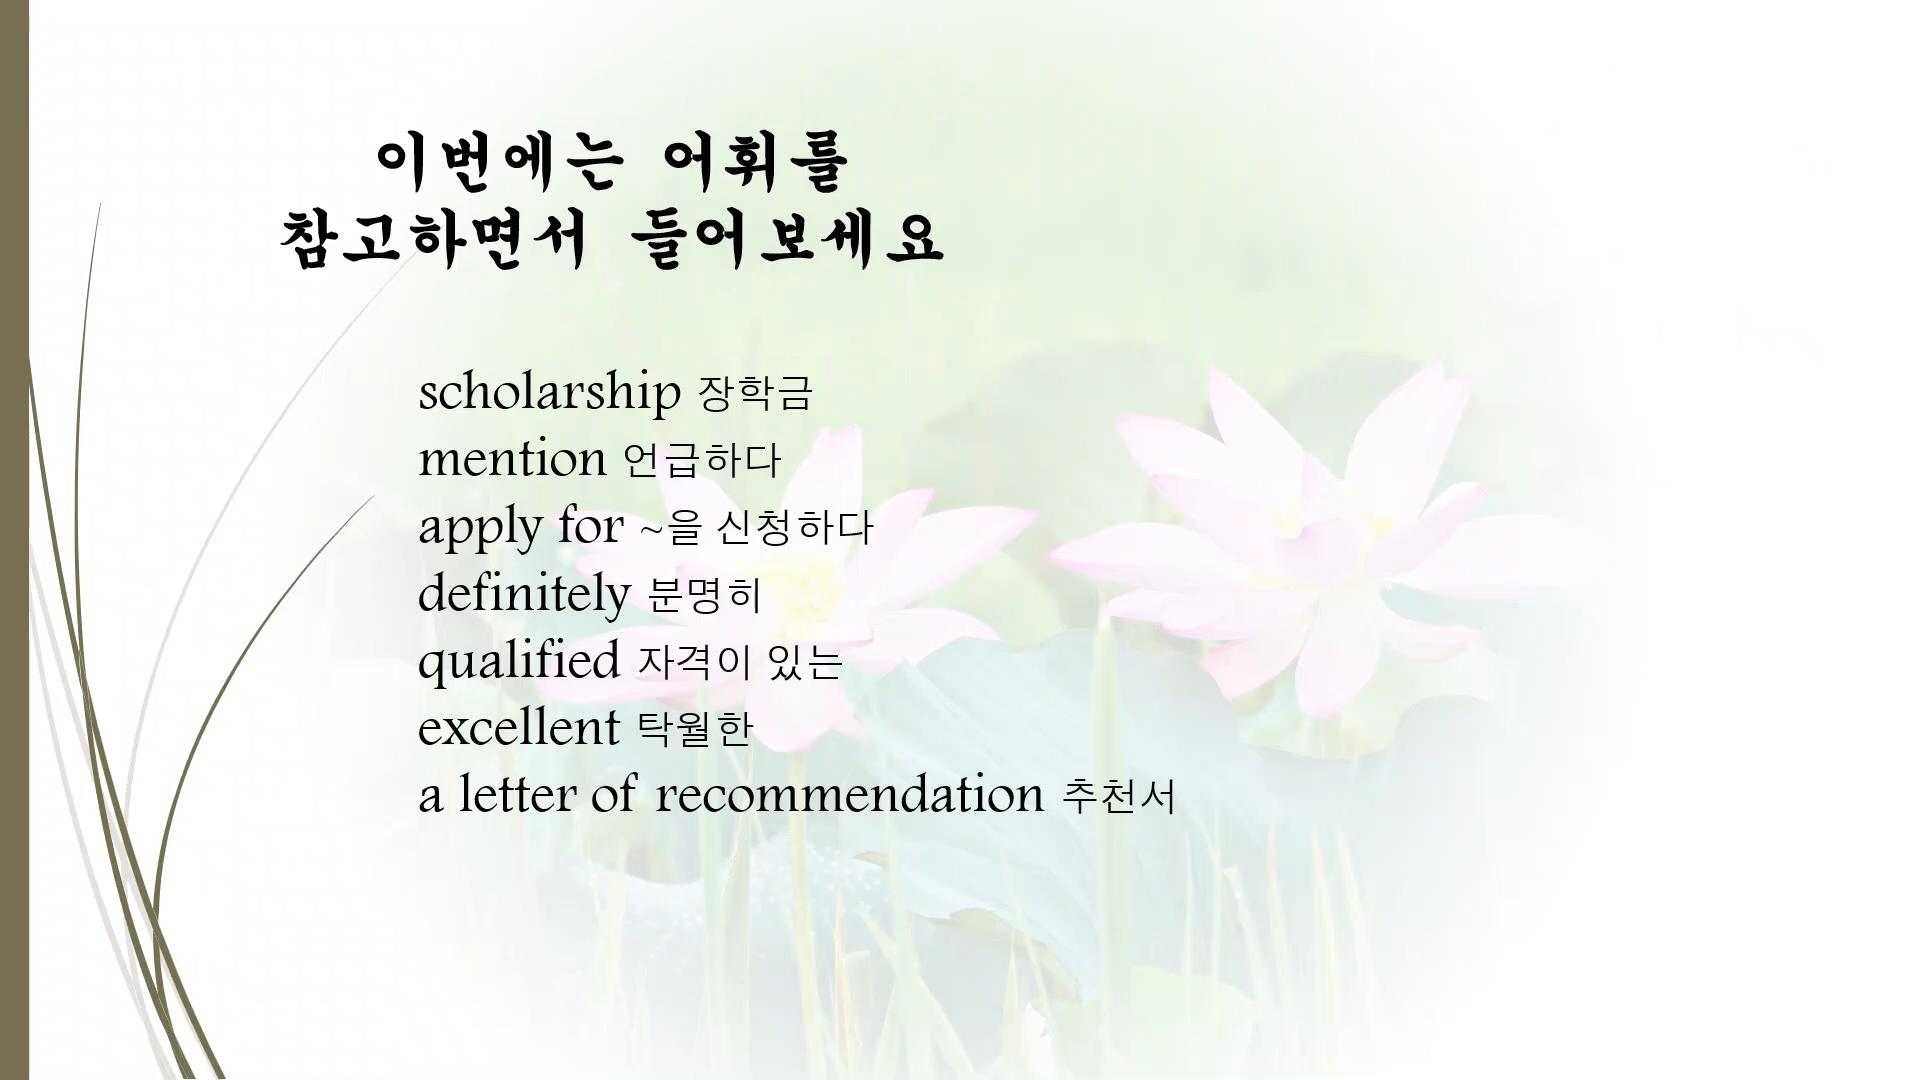 이번에는 어휘를
참고하면서 들어보세요
scholarship 장학금
mention 언급하다
apply for ~을 신청하다
definitely 분명히
qualified 자격이 있는
excellent 탁월한
a letter of recommendation 추천서